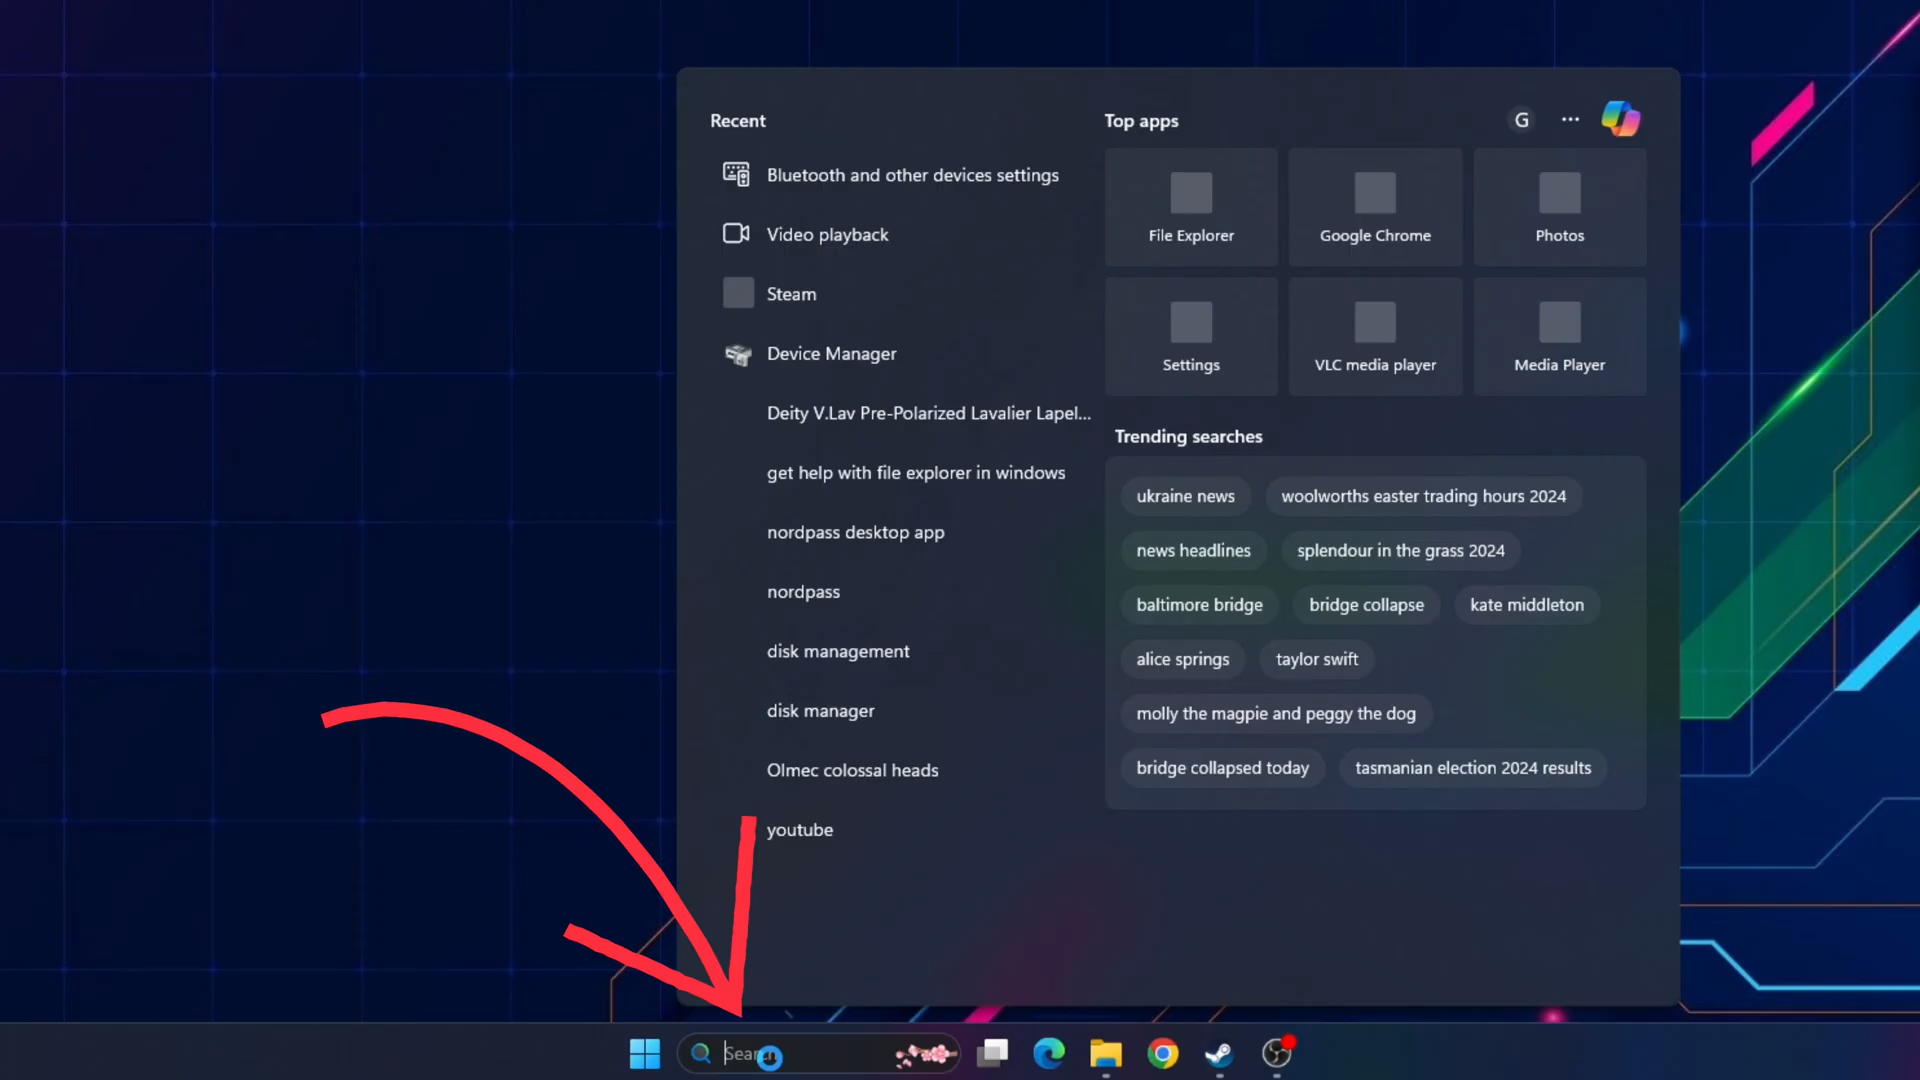 Recent
Bluetooth and other devices settings
Video playback
Steam
Device Manager
Deity V.Lav Pre-Polarized Lavalier Lapel...
get help with file explorer in windows
nordpass desktop app
nordpass
disk management
disk manager
Olmec colossal heads
youtube
Top apps
G
File Explorer
Google Chrome
Photos
Settings
VLC media player
Media Player
Trending searches
ukraine news
woolworths easter trading hours 2024
news headlines
splendour in the grass 2024
baltimore bridge
bridge collapse
kate middleton
alice springs
taylor swift
molly the magpie and peggy the dog
bridge collapsed today
tasmanian election 2024 results
Search